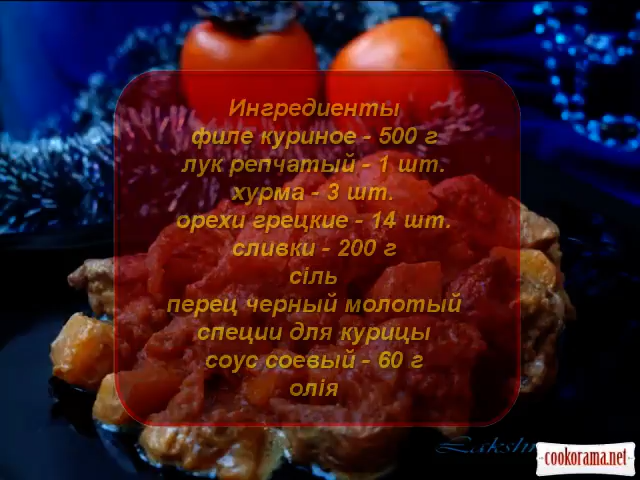 Ингредиенты
филе куриное - 500 г
лук репчатый - 1 шт.
хурма - 3 шт.
орехи грецкие - 14 шт.
сливки - 200 г
сіль
перец черный молотый
специи для курицы
соус соевый - 60 г
олія
cookorama.net